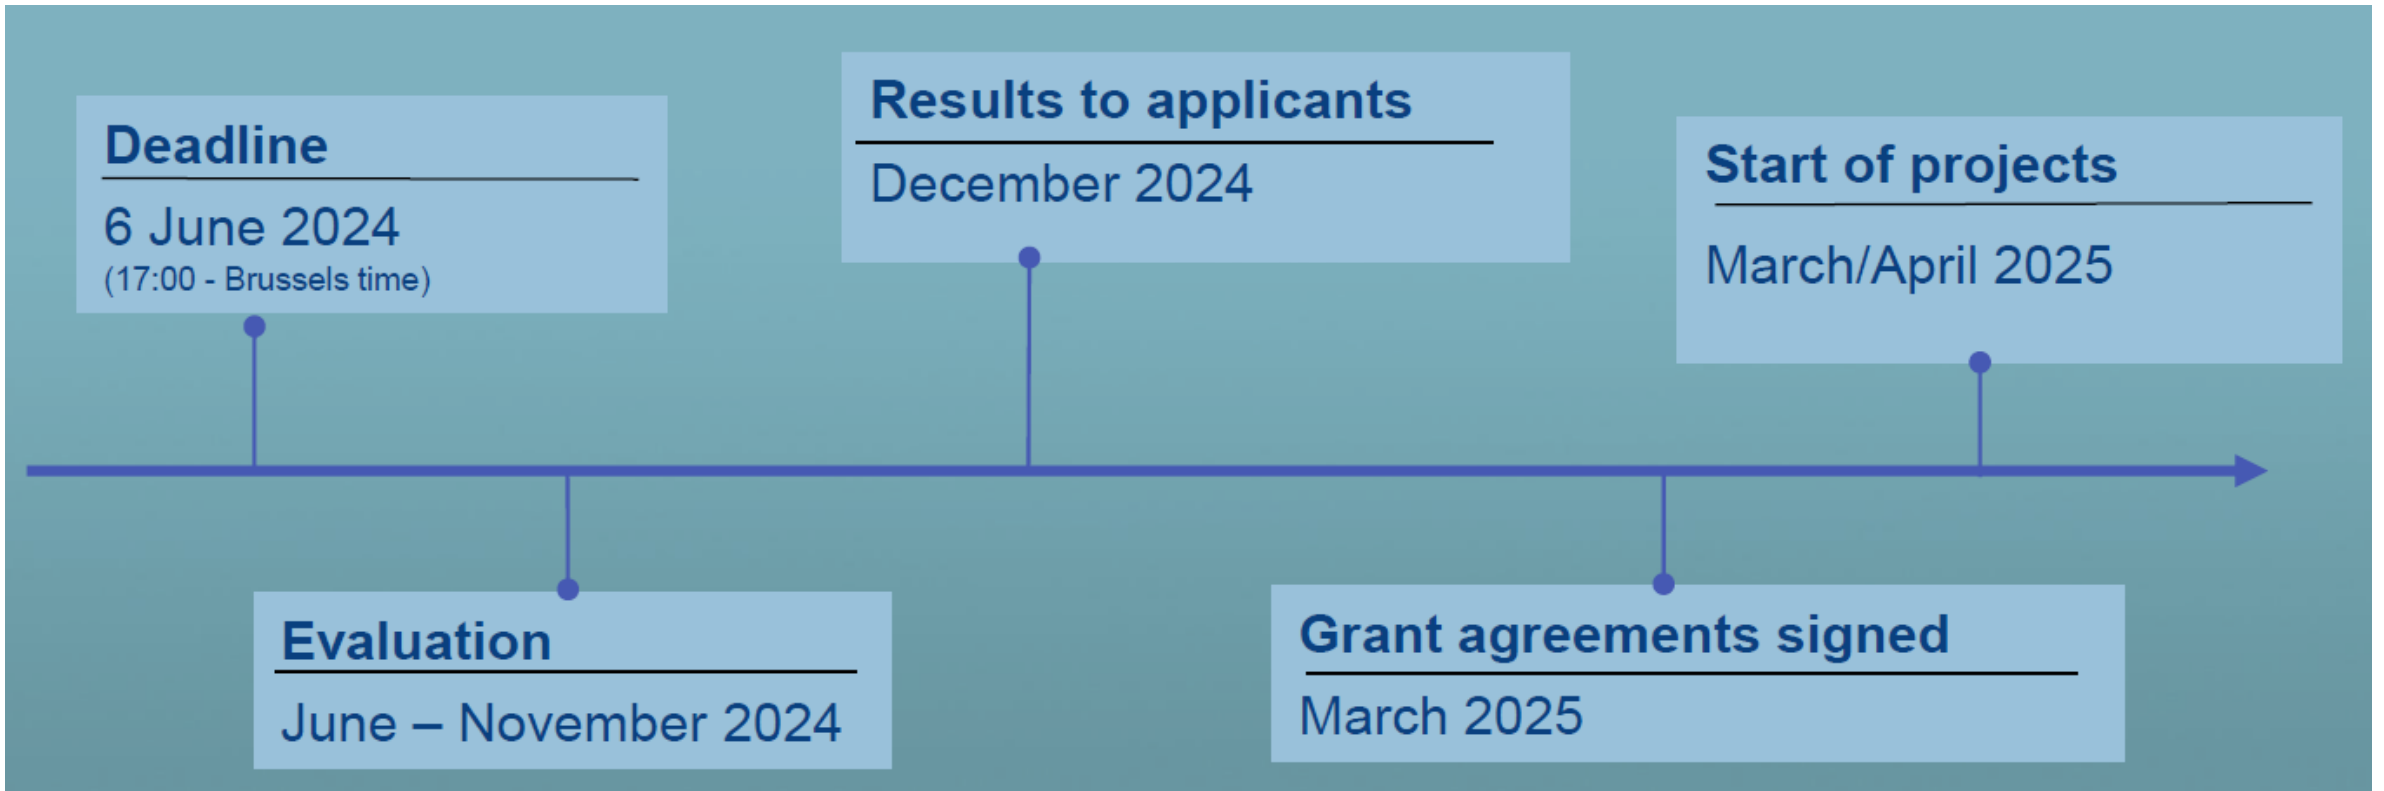 Deadline
6 June 2024
(17:00 - Brussels time)
Evaluation
June – November 2024
Results to applicants
December 2024
Grant agreements signed
March 2025
Start of projects
March/April 2025